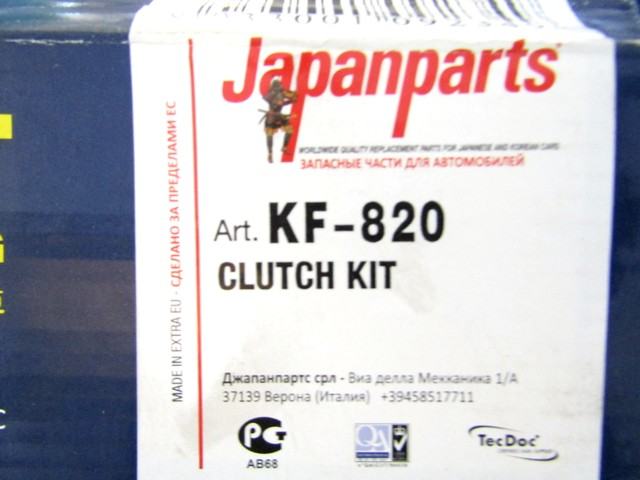 Japanparts
WORLDWIDE QUALITY REPLACEMENT PARTS FOR JAPANESE AND KOREAN CARS
ЗАПАСНЫЕ ЧАСТИ ДЛЯ АВТОМОБИЛЕЙ
Art. KF-820
CLUTCH KIT
MADE IN EXTRA EU - СДЕЛАНО ЗА ПРЕДЕЛАМИ ЕС
Джапанпартс срл - Виа делла Мекканика 1/А
37139 Верона (Италия) +39458517711
РСТ
АВ68
QA
TecDoc